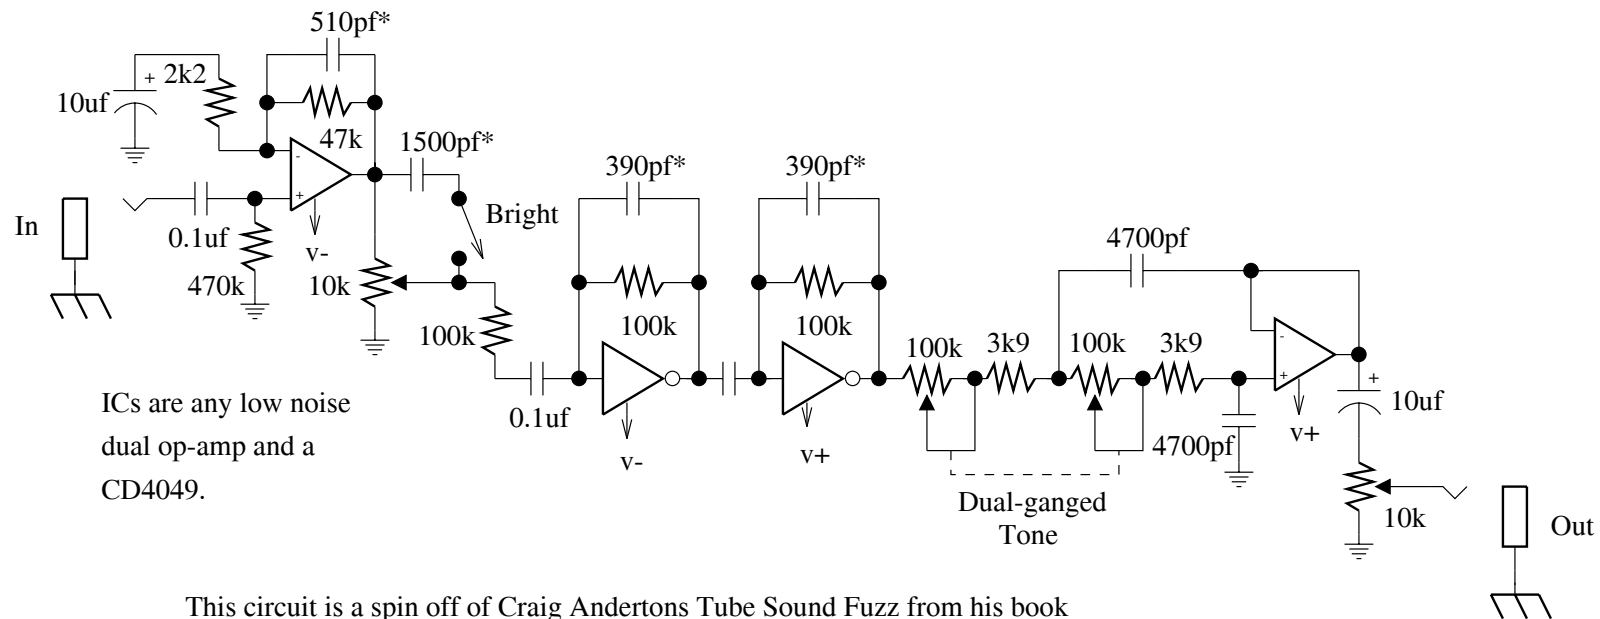 510pf*
+ 2k2
10uf
47k
1500pf*
-
+
In
0.1uf
v-
Bright
470k
10k
100k
390pf*
390pf*
100k
100k
4700pf
100k
3k9
100k
3k9
-
+
+
10uf
0.1uf
v-
v+
4700pf
v+
ICs are any low noise
dual op-amp and a
CD4049.
Dual-ganged
Tone
10k
Out
This circuit is a spin off of Craig Andertons Tube Sound Fuzz from his book